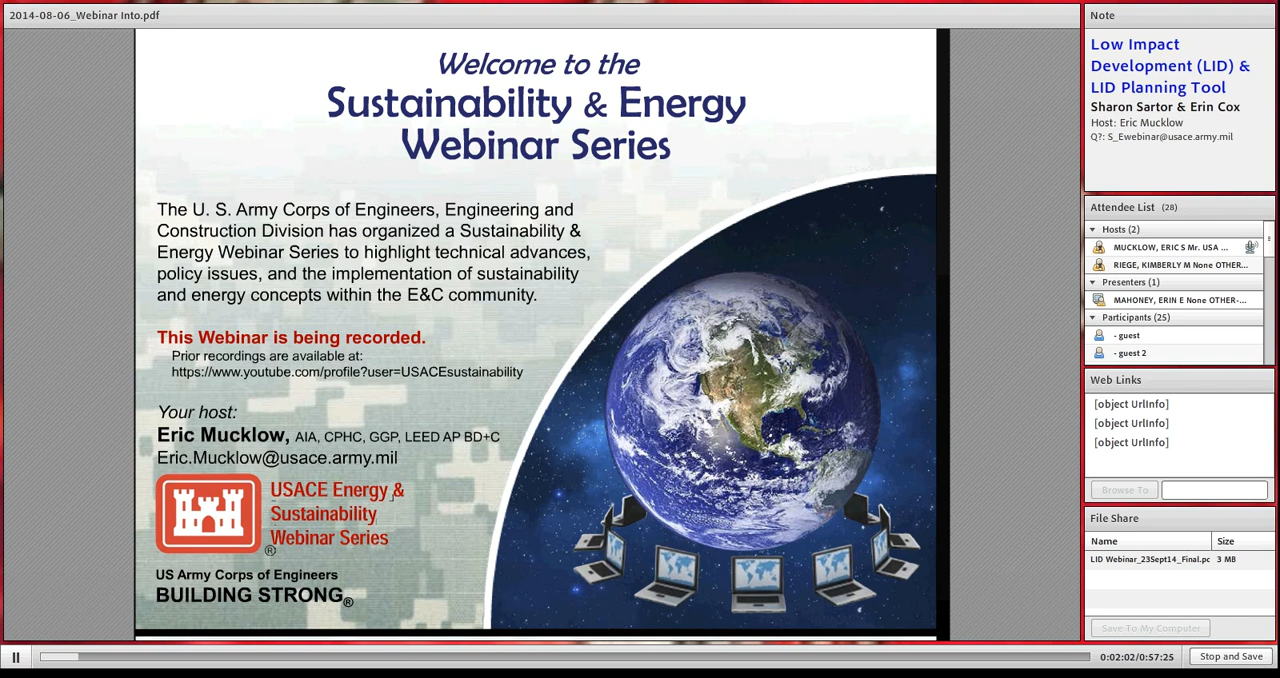 2014-08-06_Webinar Into.pdf
Welcome to the
Sustainability & Energy
Webinar Series
The U. S. Army Corps of Engineers, Engineering and
Construction Division has organized a Sustainability &
Energy Webinar Series to highlight technical advances,
policy issues, and the implementation of sustainability
and energy concepts within the E&C community.
This Webinar is being recorded.
Prior recordings are available at:
https://www.youtube.com/profile?user=USACEsustainability
Your host:
Eric Mucklow, AIA, CPHC, GGP, LEED AP BD+C
Eric.Mucklow@usace.army.mil
USACE Energy &
Sustainability
Webinar Series
®
US Army Corps of Engineers
BUILDING STRONG®
Note
Low Impact
Development (LID) &
LID Planning Tool
Sharon Sartor & Erin Cox
Host: Eric Mucklow
Q?: S_Ewebinar@usace.army.mil
Attendee List (28)
Hosts (2)
MUCKLOW, ERIC S Mr. USA ...
RIEGE, KIMBERLY M None OTHER...
Presenters (1)
MAHONEY, ERIN E None OTHER-...
Participants (25)
- guest
- guest 2
Web Links
[object UrlInfo]
[object UrlInfo]
[object UrlInfo]
Browse To
File Share
Name Size
LID Webinar_23Sept14_Final.pc 3 MB
Save To My Computer
0:02:02/0:57:25 Stop and Save